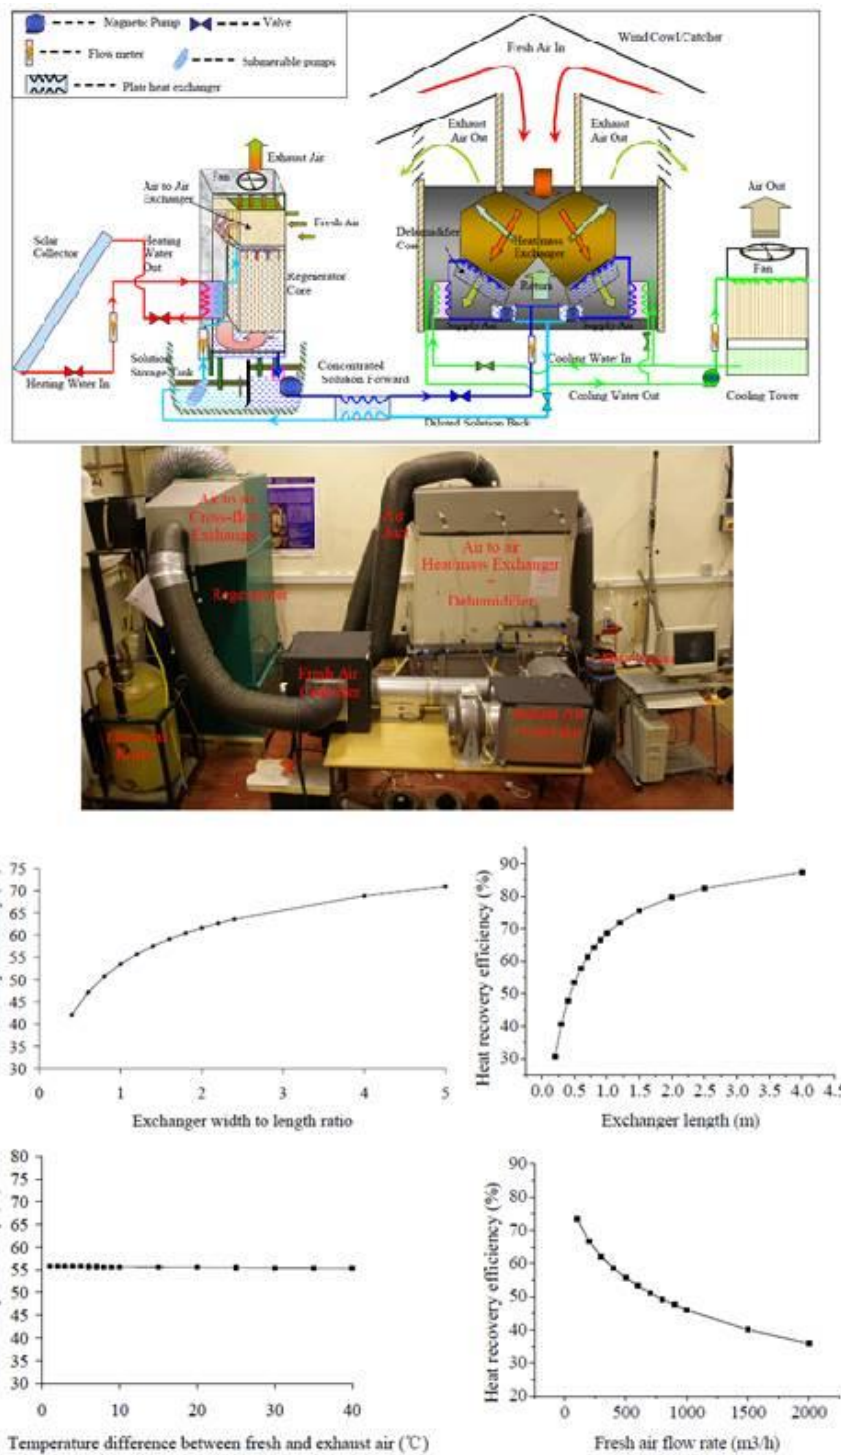 Magnetic Pump
Valve
Flow meter
Submerable pumps
Plate heat exchanger
Fresh Air In
Wind Cowl/Catcher
Exhaust
Air Out
Exhaust
Air Out
Exhaust Air
Fan
Air to Air
Exchanger
Fresh Air
Solar
Collector
Heating
Water
Out
Regenerator
Core
Dehumidifier
Core
Heat/mass
Exchanger
Return
Supply Air
Supply Air
Air Out
Fan
Heating Water In
Solution
Storage Tank
Concentrated
Solution Forward
Cooling Water In
Diluted Solution Back
Cooling Water Out
Cooling Tower
Air to air
Cross-flow
Exchanger
Regenerator
Air
duct
Air to air
Heat/mass Exchanger
+
Dehumidifier
Fresh Air
75
70
65
60
55
50
45
40
35
30
0 1 2 3 4 5
Exchanger width to length ratio
Heat recovery efficiency (%)
90
80
70
60
50
40
30
0.0 0.5 1.0 1.5 2.0 2.5 3.0 3.5 4.0 4.5
Exchanger length (m)
80
75
70
65
60
55
50
45
40
35
30
0 10 20 30 40
Temperature difference between fresh and exhaust air (℃)
Heat recovery efficiency (%)
90
80
70
60
50
40
30
20
0 500 1000 1500 2000
Fresh air flow rate (m3/h)